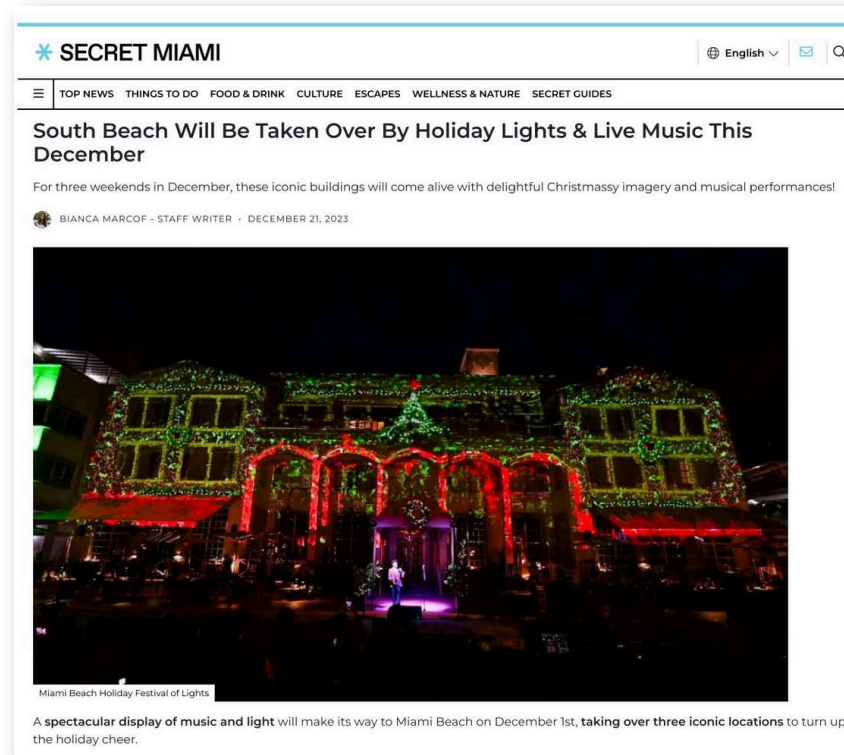 SECRET MIAMI
English
TOP NEWS THINGS TO DO FOOD & DRINK CULTURE ESCAPES WELLNESS & NATURE SECRET GUIDES
South Beach Will Be Taken Over By Holiday Lights & Live Music This
December
For three weekends in December, these iconic buildings will come alive with delightful Christmassy imagery and musical performances!
BIANCA MARCOF - STAFF WRITER • DECEMBER 21, 2023
Miami Beach Holiday Festival of Lights
A spectacular display of music and light will make its way to Miami Beach on December 1st, taking over three iconic locations to turn up
the holiday cheer.